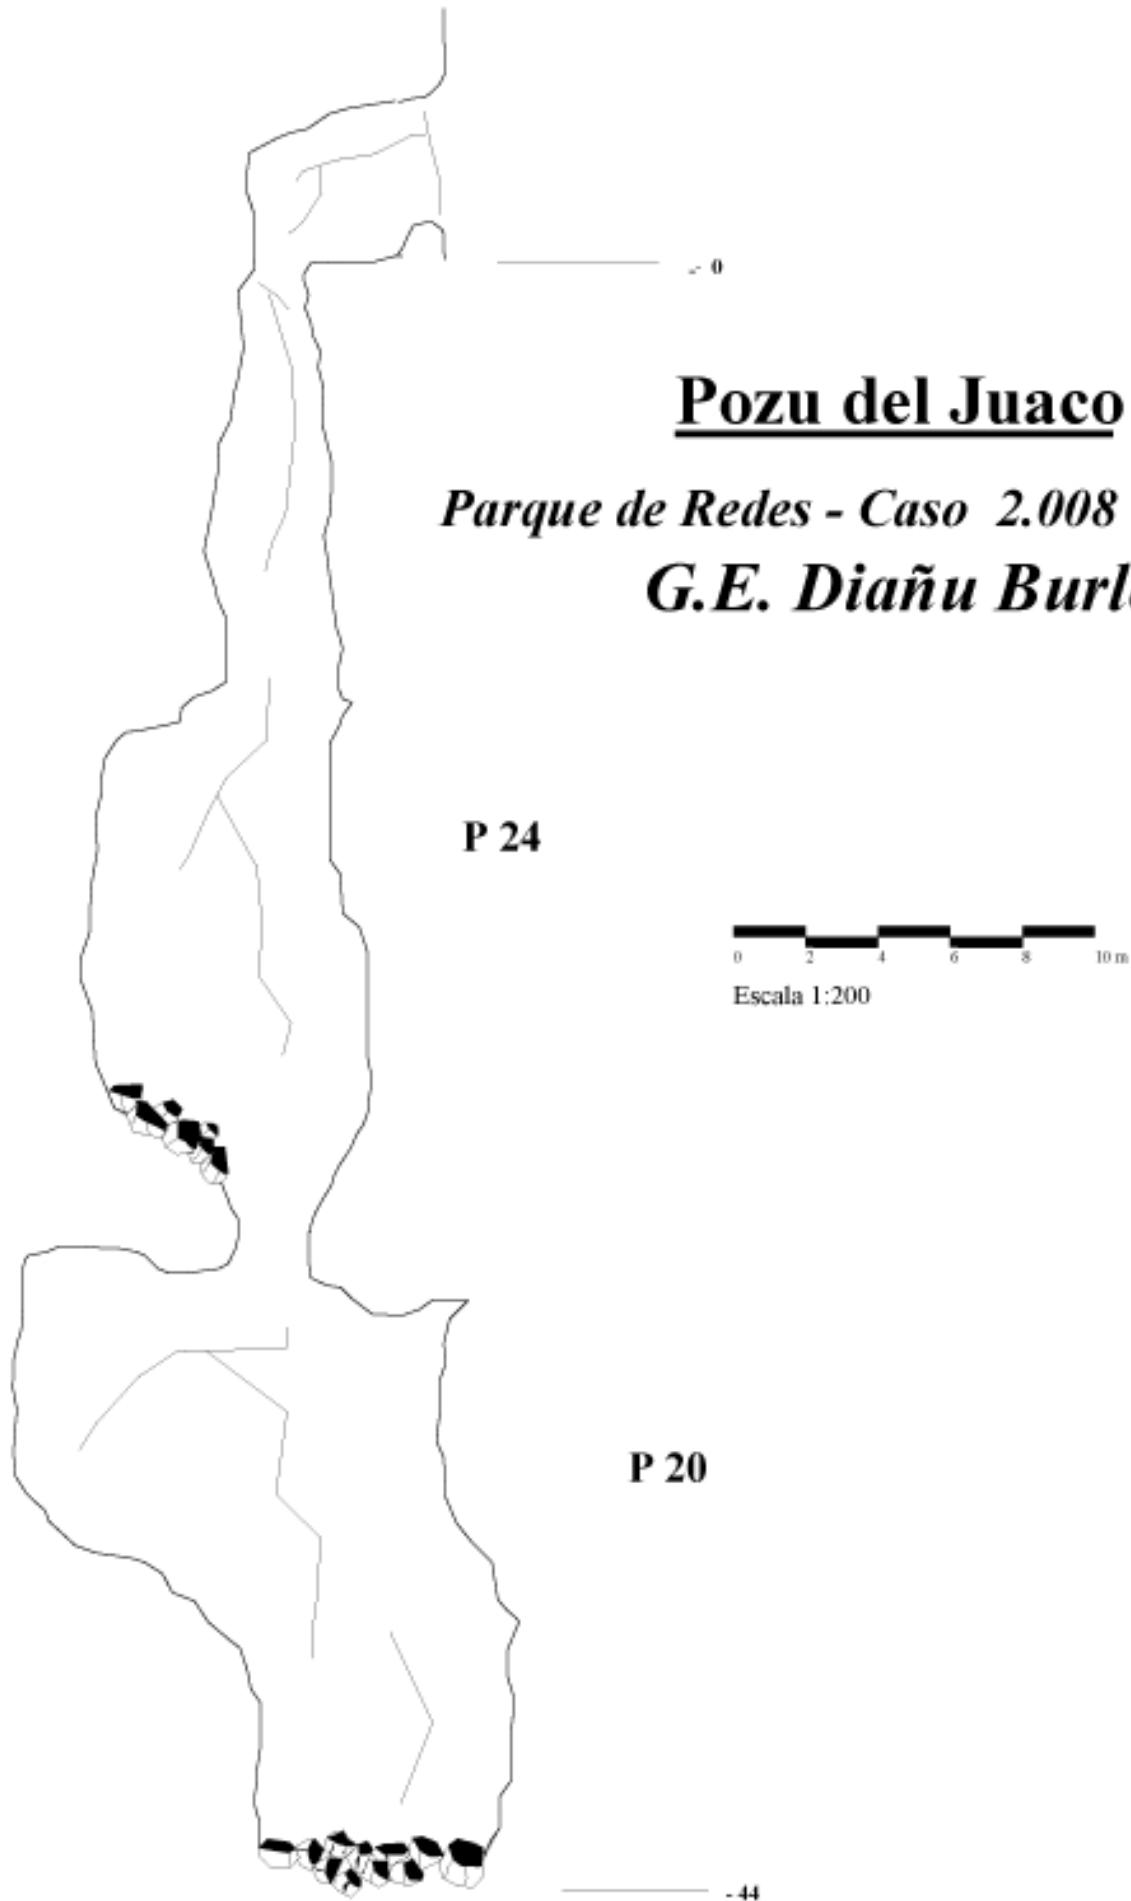 .- 0
Pozu del Juaco
Parque de Redes - Caso 2.008
G.E. Diañu
P 24
0 2 4 6 8 10 m
Escala 1:200
P 20
- 44